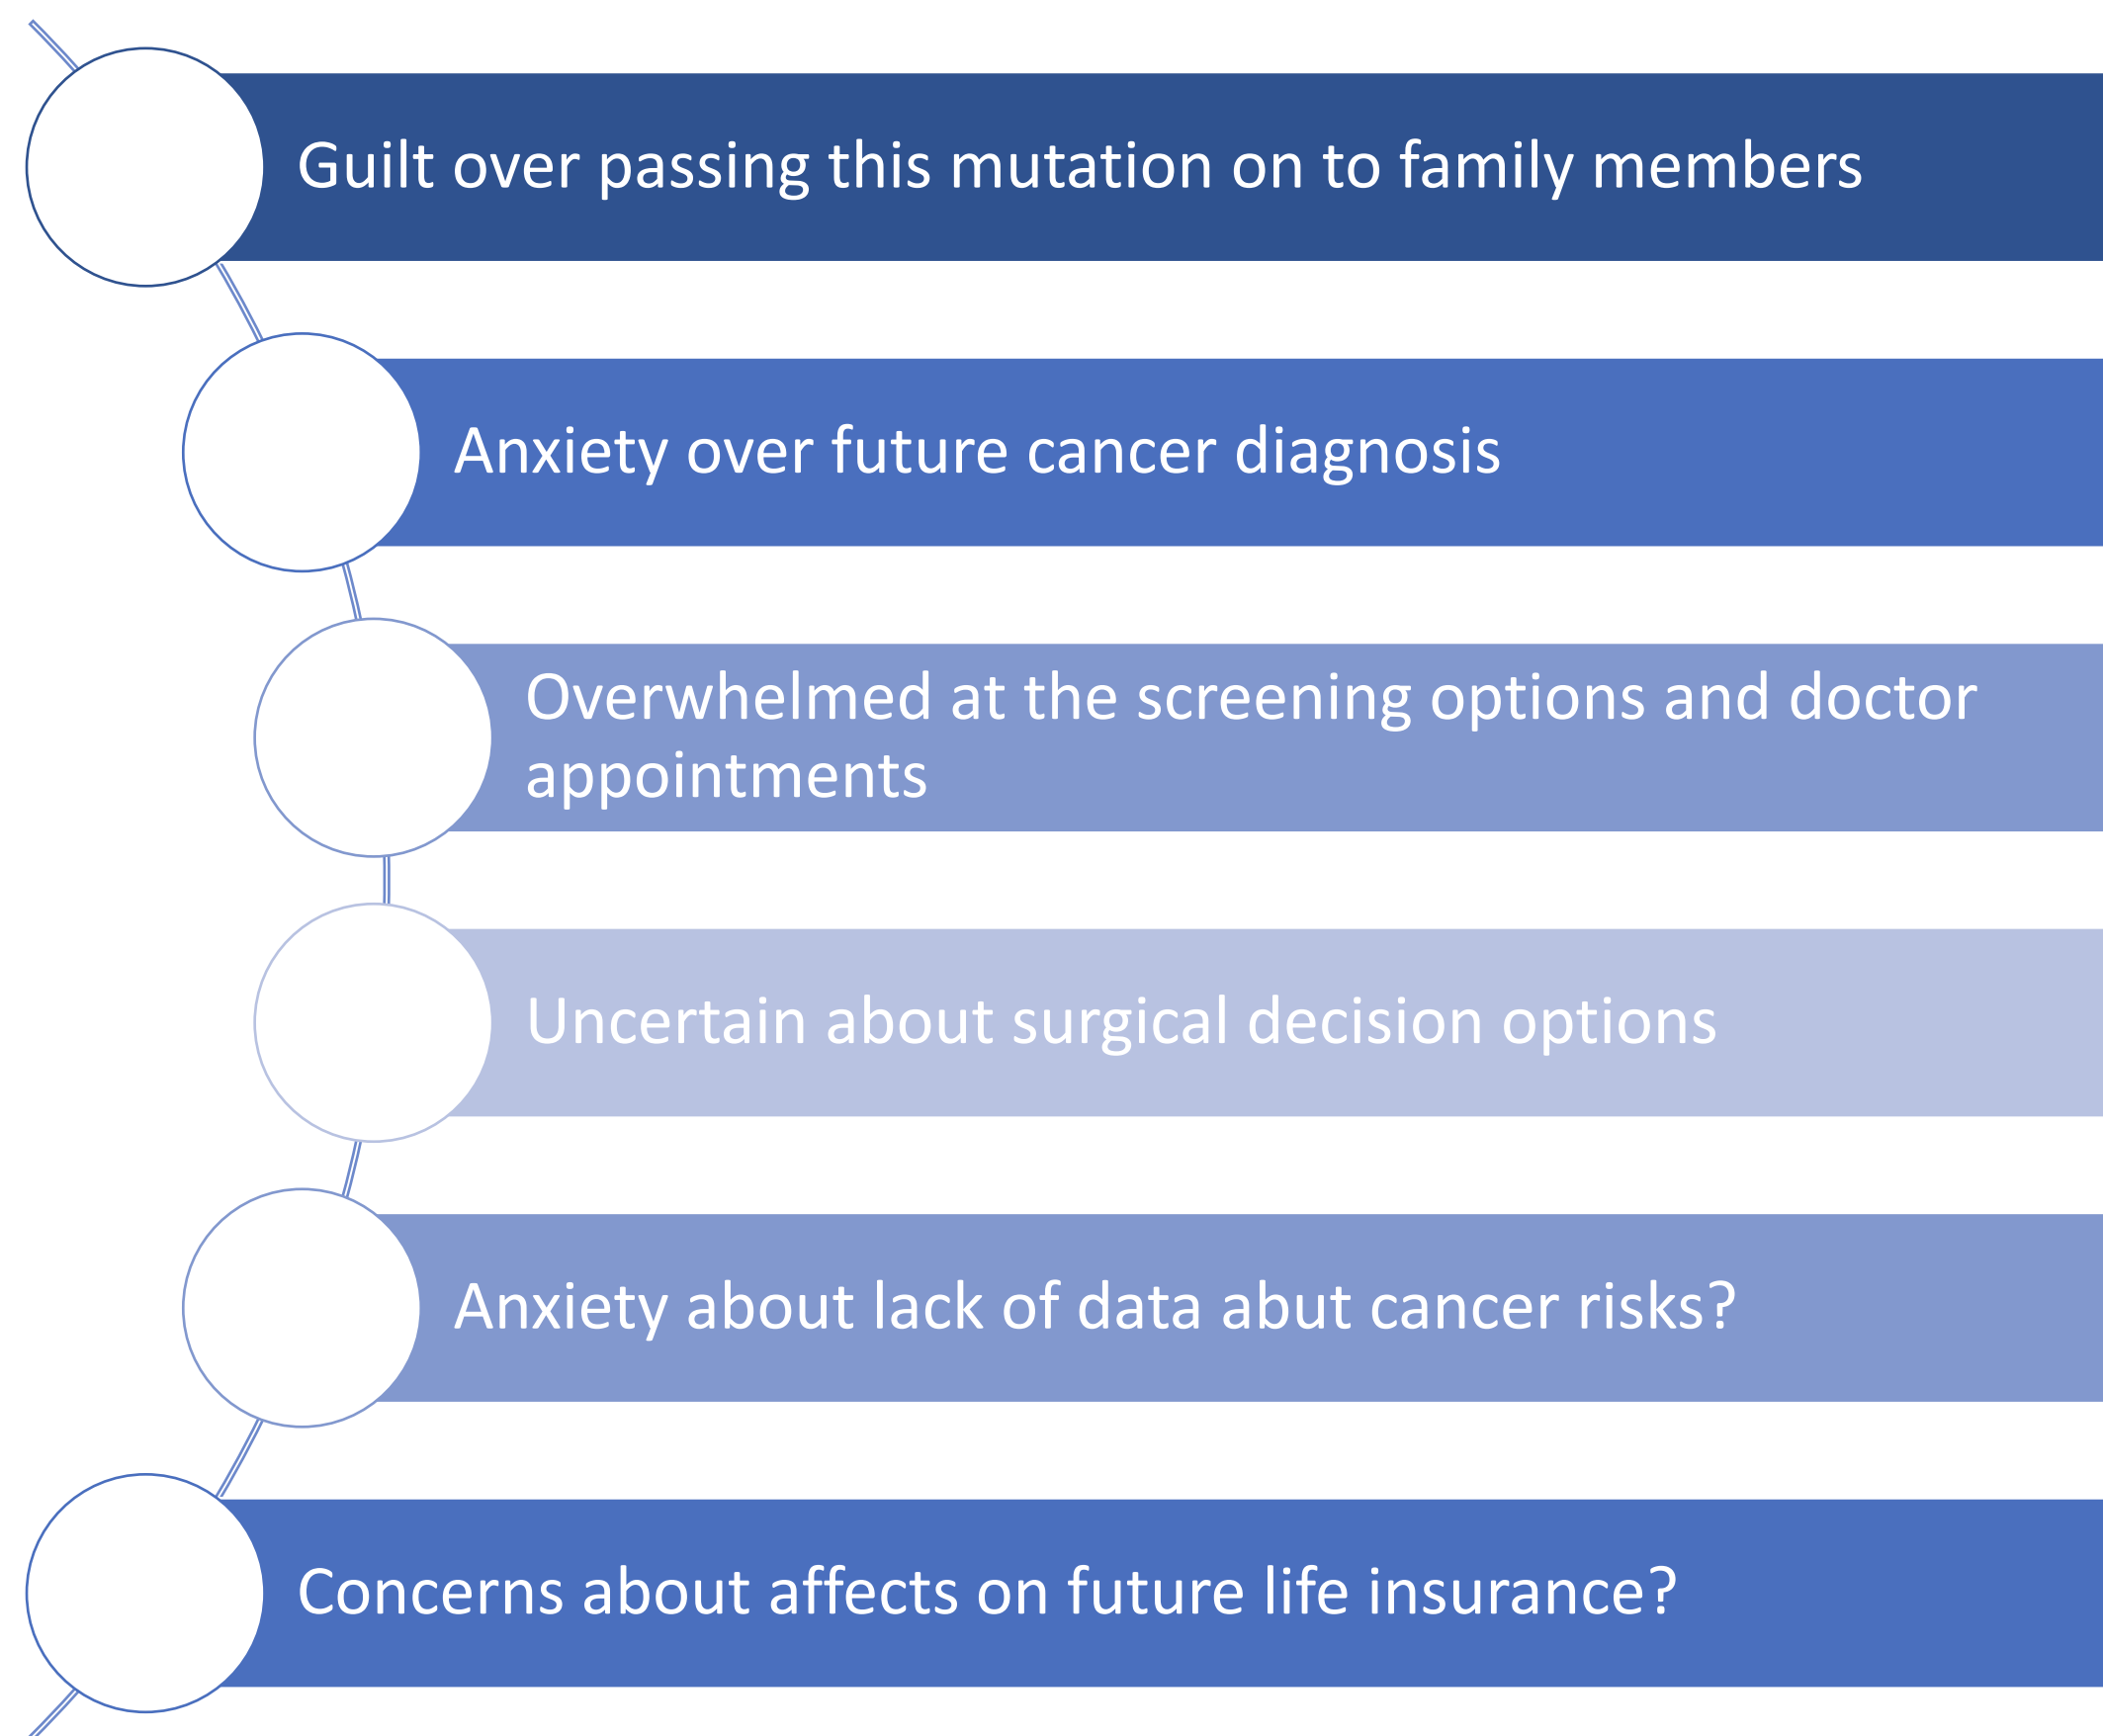 Guilt over passing this mutation on to family members
Anxiety over future cancer diagnosis
Overwhelmed at the screening options and doctor
appointments
Uncertain about surgical decision options
Anxiety about lack of data abut cancer risks?
Concerns about affects on future life insurance?